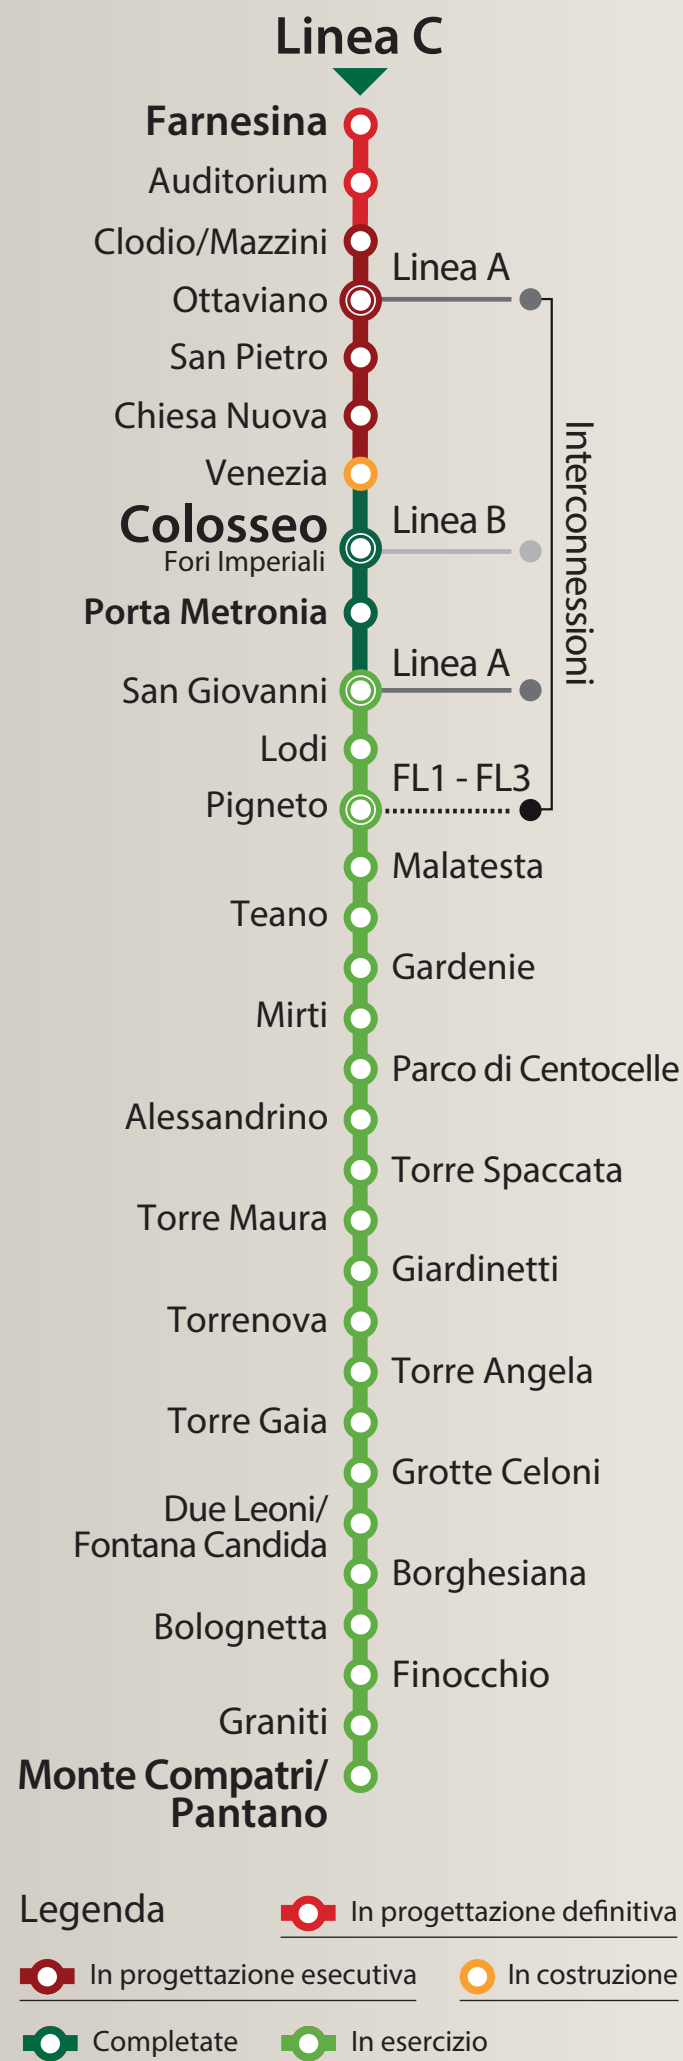 Linea C
Farnesina
Auditorium
Clodio/Mazzini
Linea A
Ottaviano
San Pietro
Chiesa Nuova
Interconnessioni
Venezia
Colosseo
Linea B
Fori Imperiali
Porta Metronia
Linea A
San Giovanni
Lodi
FL1 - FL3
Pigneto
Malatesta
Teano
Gardenie
Mirti
Parco di Centocelle
Alessandrino
Torre Spaccata
Torre Maura
Giardinetti
Torrenova
Torre Angela
Torre Gaia
Grotte Celoni
Due Leoni/
Fontana Candida
Borghesiana
Bolognetta
Finocchio
Graniti
Monte Compatri/
Pantano
Legenda
In progettazione definitiva
In progettazione esecutiva
In costruzione
Completate
In esercizio